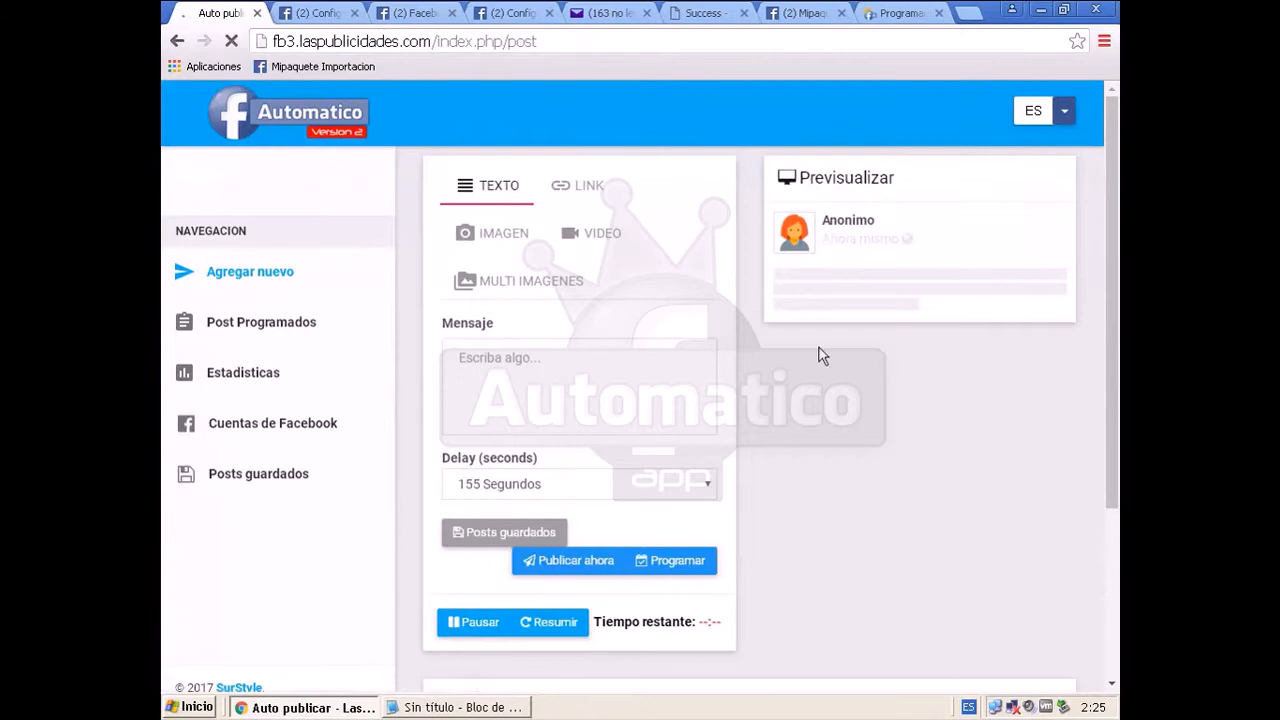 Auto publ
(2) Config
(2) Faceb
(2) Config
(163 no le
Success -
(2) Mipaq
Programa
fb3.laspublicidades.com/index.php/post
Aplicaciones
Mipaquete Importacion
f Automatico
Version 2
ES
NAVEGACION
Agregar nuevo
Post Programados
Estadisticas
Cuentas de Facebook
Posts guardados
© 2017 SurStyle.
TEXTO
LINK
IMAGEN
VIDEO
MULTI IMAGENES
Mensaje
Escriba algo...
Delay (seconds)
155 Segundos
Posts guardados
Publicar ahora
Programar
Pausar
Resumir
Tiempo restante: --:--
Previsualizar
Anonimo
Ahora mismo
f
Automatico
app
Inicio
Auto publicar - Las...
Sin título - Bloc de ...
ES
2:25